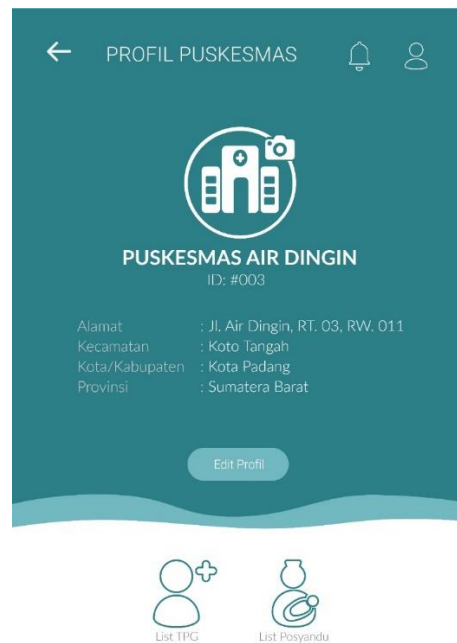 PROFIL PUSKESMAS
PUSKESMAS AIR DINGIN
ID: #003
Alamat : Jl. Air Dingin, RT. 03, RW. 011
Kecamatan : Koto Tangah
Kota/Kabupaten : Kota Padang
Provinsi : Sumatera Barat
Edit Profil
List TPG List Posyandu